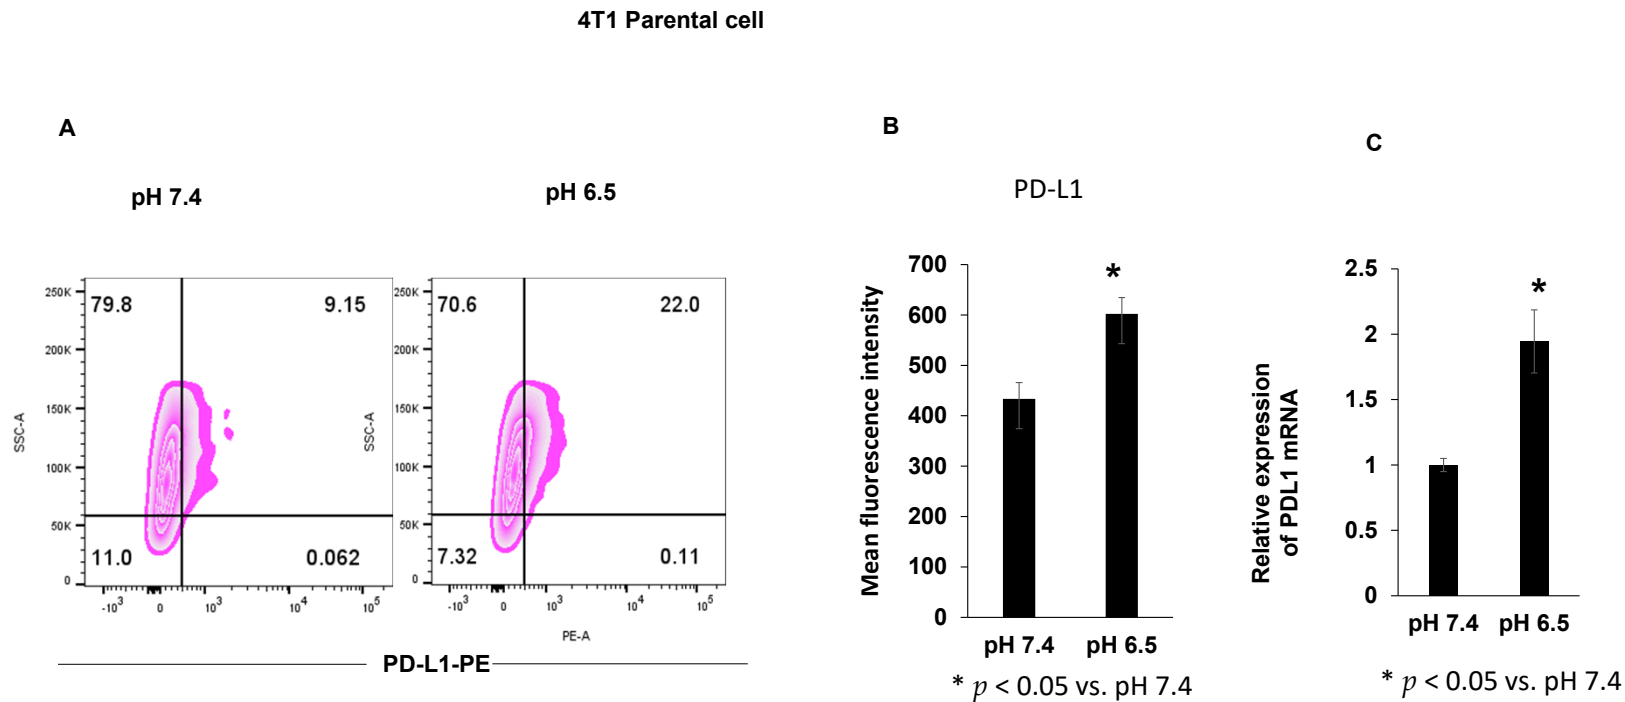 4T1 Parental cell
A
pH 7.4
pH 6.5
250K
200K
150K
100K
50K
0
SSC-A
79.8
9.15
11.0
0.062
-10³
0
10³
10⁴
10⁵
250K
200K
150K
100K
50K
0
SSC-A
70.6
22.0
7.32
0.11
-10³
0
10³
10⁴
10⁵
PE-A
PD-L1-PE
B
PD-L1
Mean fluorescence intensity
700
600
500
400
300
200
100
0
*
pH 7.4
pH 6.5
* p < 0.05 vs. pH 7.4
C
Relative expression
of PDL1 mRNA
2.5
2
1.5
1
0.5
0
*
pH 7.4
pH 6.5
* p < 0.05 vs. pH 7.4